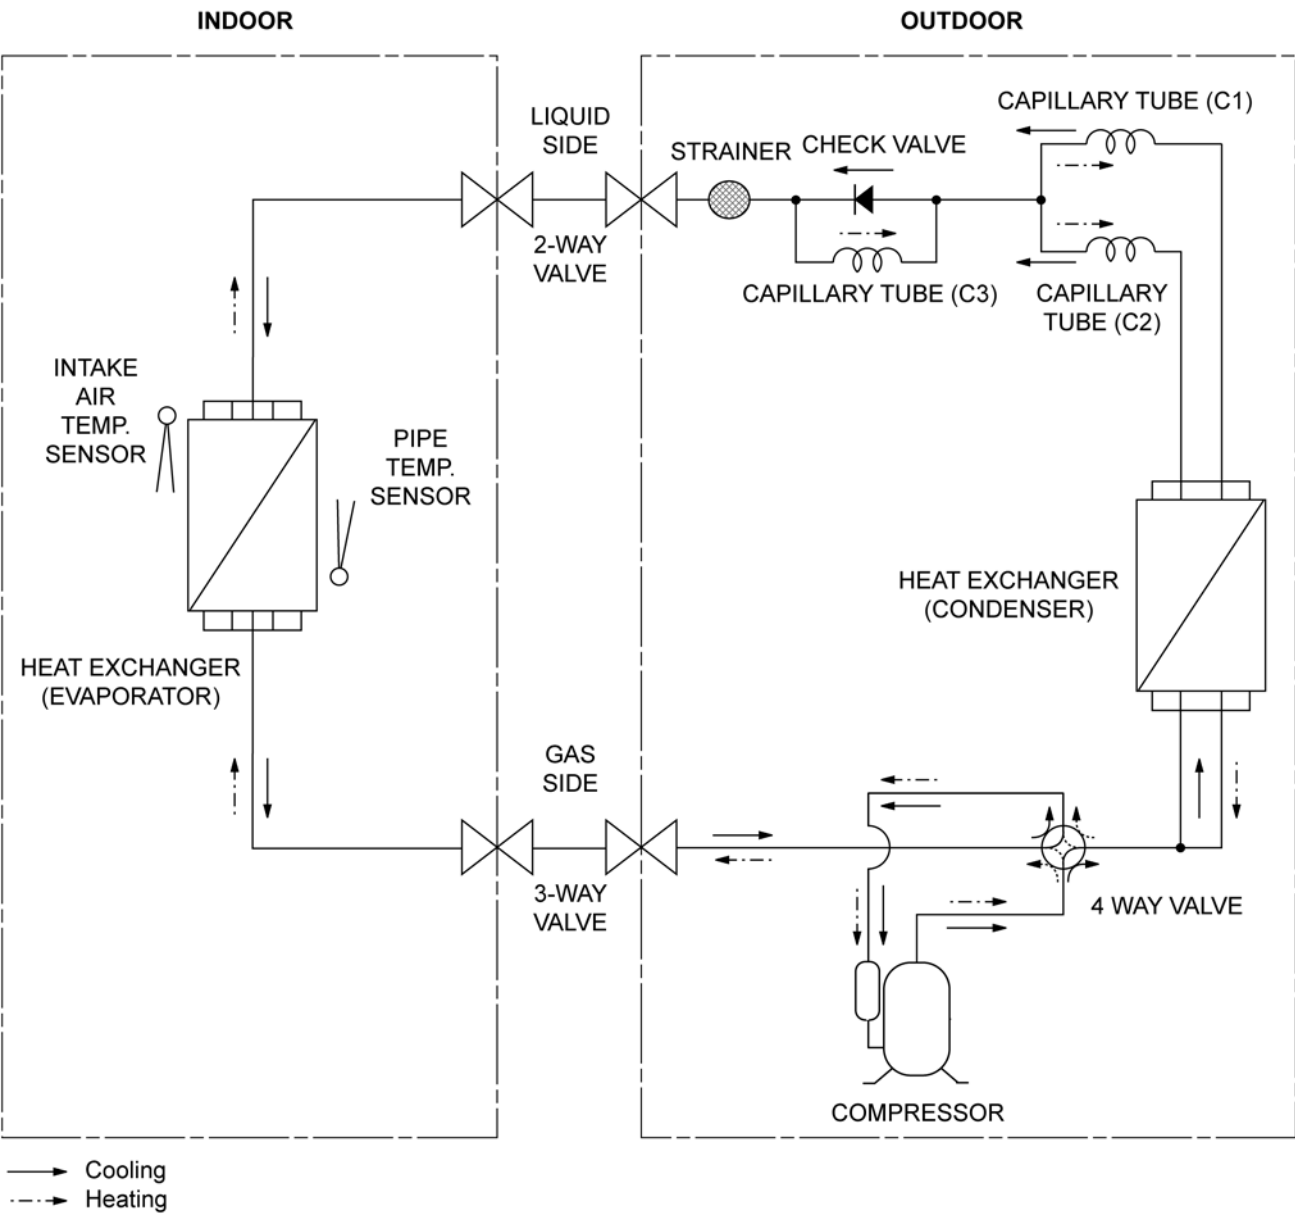 INDOOR
OUTDOOR
CAPILLARY TUBE (C1)
LIQUID
SIDE
STRAINER
CHECK VALVE
2-WAY
VALVE
CAPILLARY TUBE (C3)
CAPILLARY
TUBE (C2)
INTAKE
AIR
TEMP.
SENSOR
PIPE
TEMP.
SENSOR
HEAT EXCHANGER
(CONDENSER)
HEAT EXCHANGER
(EVAPORATOR)
GAS
SIDE
3-WAY
VALVE
4 WAY VALVE
COMPRESSOR
Cooling
Heating